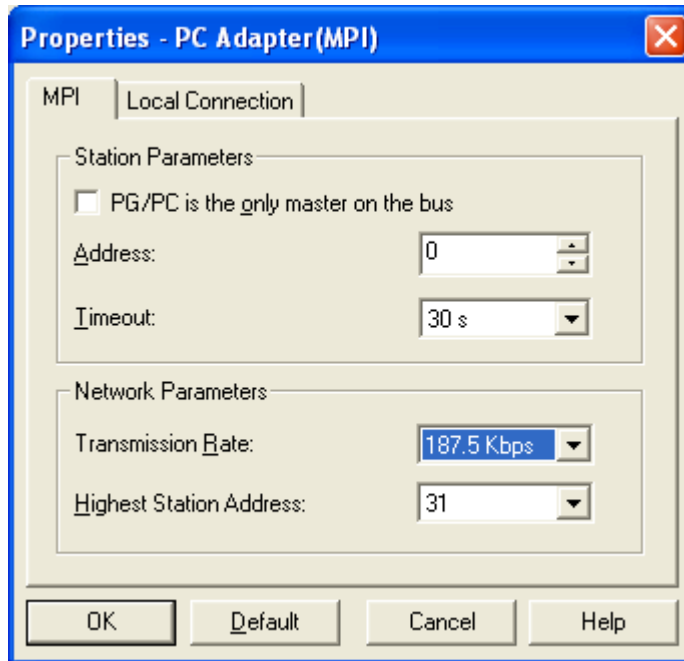 Properties - PC Adapter(MPI)
MPI
Local Connection
Station Parameters
PG/PC is the only master on the bus
Address:
0
Timeout:
30 s
Network Parameters
Transmission Rate:
187.5 Kbps
Highest Station Address:
31
OK
Default
Cancel
Help